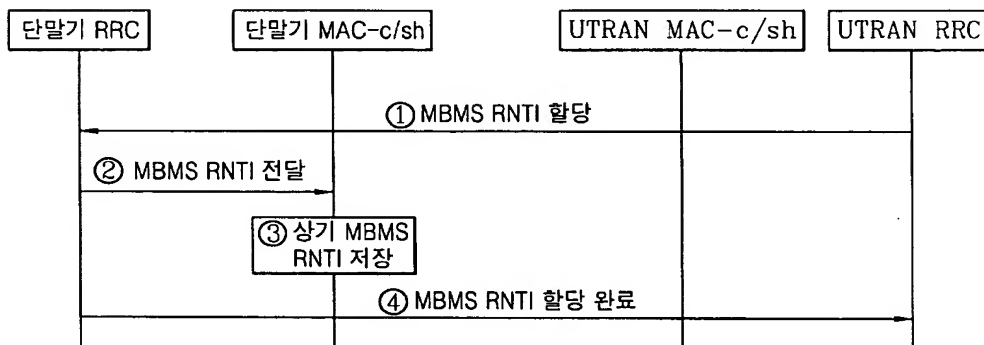 단말기 RRC
단말기 MAC-c/sh
UTRAN MAC-c/sh
UTRAN RRC
① MBMS RNTI 할당
② MBMS RNTI 전달
③ 상기 MBMS
RNTI 저장
④ MBMS RNTI 할당 완료